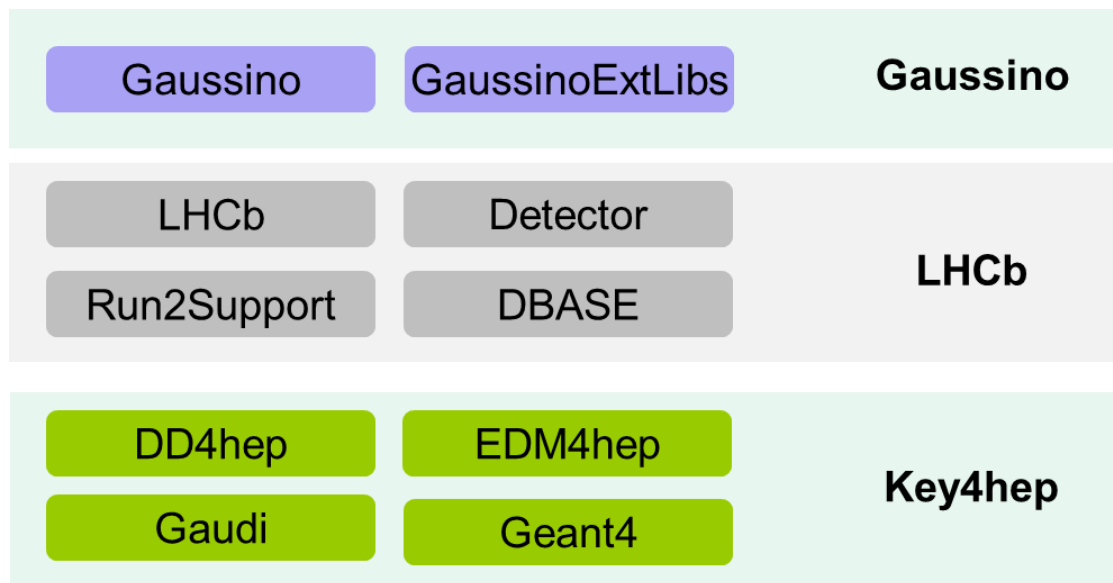 Gaussino GaussinoExtLibs Gaussino
LHCb Detector
LHCb
Run2Support DBASE
DD4hep EDM4hep
Key4hep
Gaudi Geant4